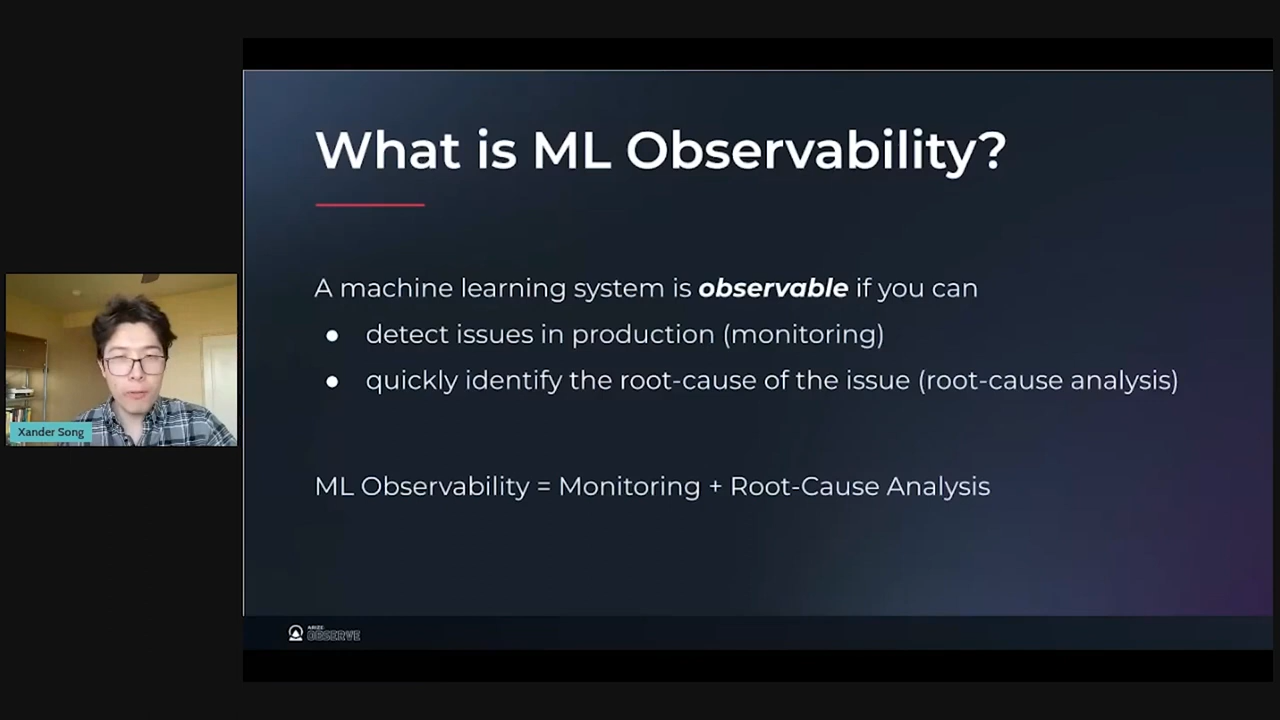 What is ML Observability?
A machine learning system is observable if you can
● detect issues in production (monitoring)
● quickly identify the root-cause of the issue (root-cause analysis)
ML Observability = Monitoring + Root-Cause Analysis
Xander Song
ARIZE:
OBSERVE